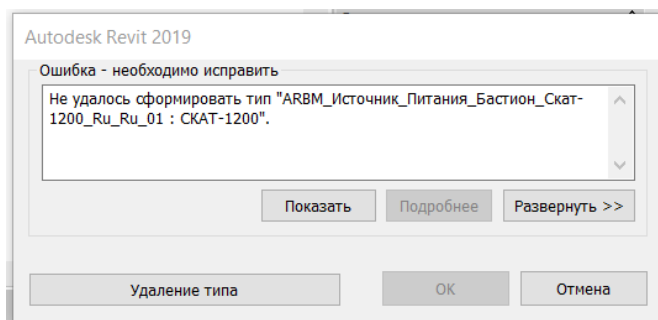 Autodesk Revit 2019
Ошибка - необходимо исправить
Не удалось сформировать тип "ARBM_Источник_Питания_Бастион_Скат-
1200_Ru_Ru_01 : СКАТ-1200".
Показать
Подробнее
Развернуть >>
Удаление типа
ОК
Отмена